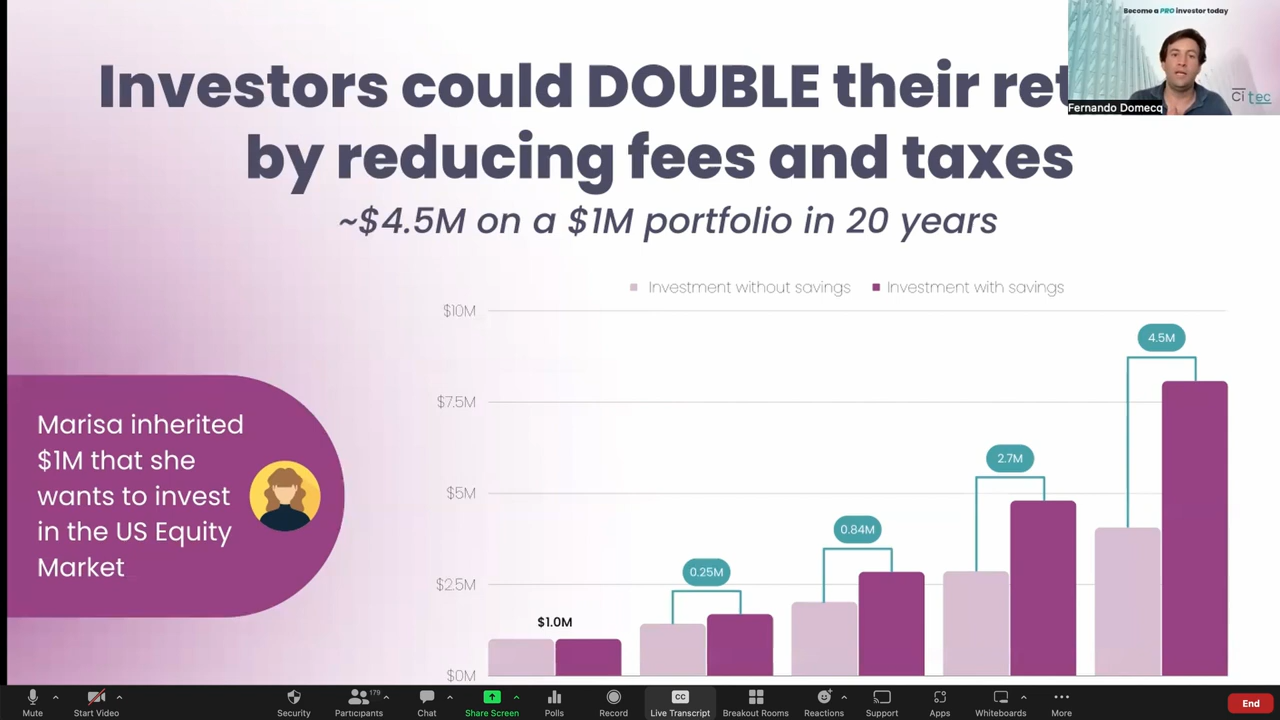 Become a PRO investor today
Investors could DOUBLE their ret
by reducing fees and taxes
~$4.5M on a $1M portfolio in 20 years
Fernando Domecq
citec
Investment without savings
Investment with savings
$10M
$7.5M
$5M
$2.5M
$0M
$1.0M
0.25M
0.84M
2.7M
4.5M
Marisa inherited
$1M that she
wants to invest
in the US Equity
Market
Mute
Start Video
Security
179
Participants
Chat
Share Screen
Polls
Record
CC
Live Transcript
Breakout Rooms
Reactions
Support
Apps
Whiteboards
More
End